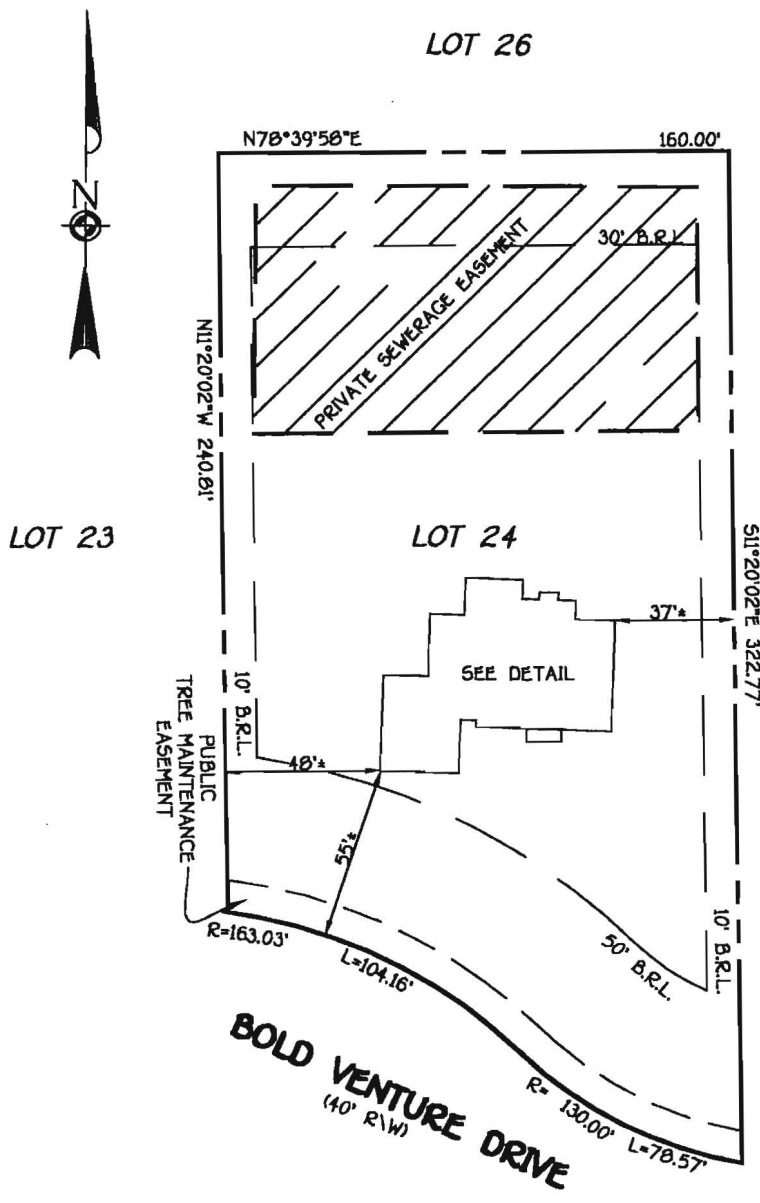 LOT 26
N78°39'58"E
160.00'
N
30' B.R.L.
PRIVATE SEWERAGE EASEMENT
N11°20'02"W 240.81'
LOT 23
LOT 24
S11°20'02"E 322.77'
37'±
SEE DETAIL
10' B.R.L.
PUBLIC
TREE MAINTENANCE
EASEMENT
48'±
55'±
R=163.03'
L=104.16'
50' B.R.L.
10' B.R.L.
BOLD VENTURE DRIVE
(40' R\W)
R= 130.00'
L=78.57'